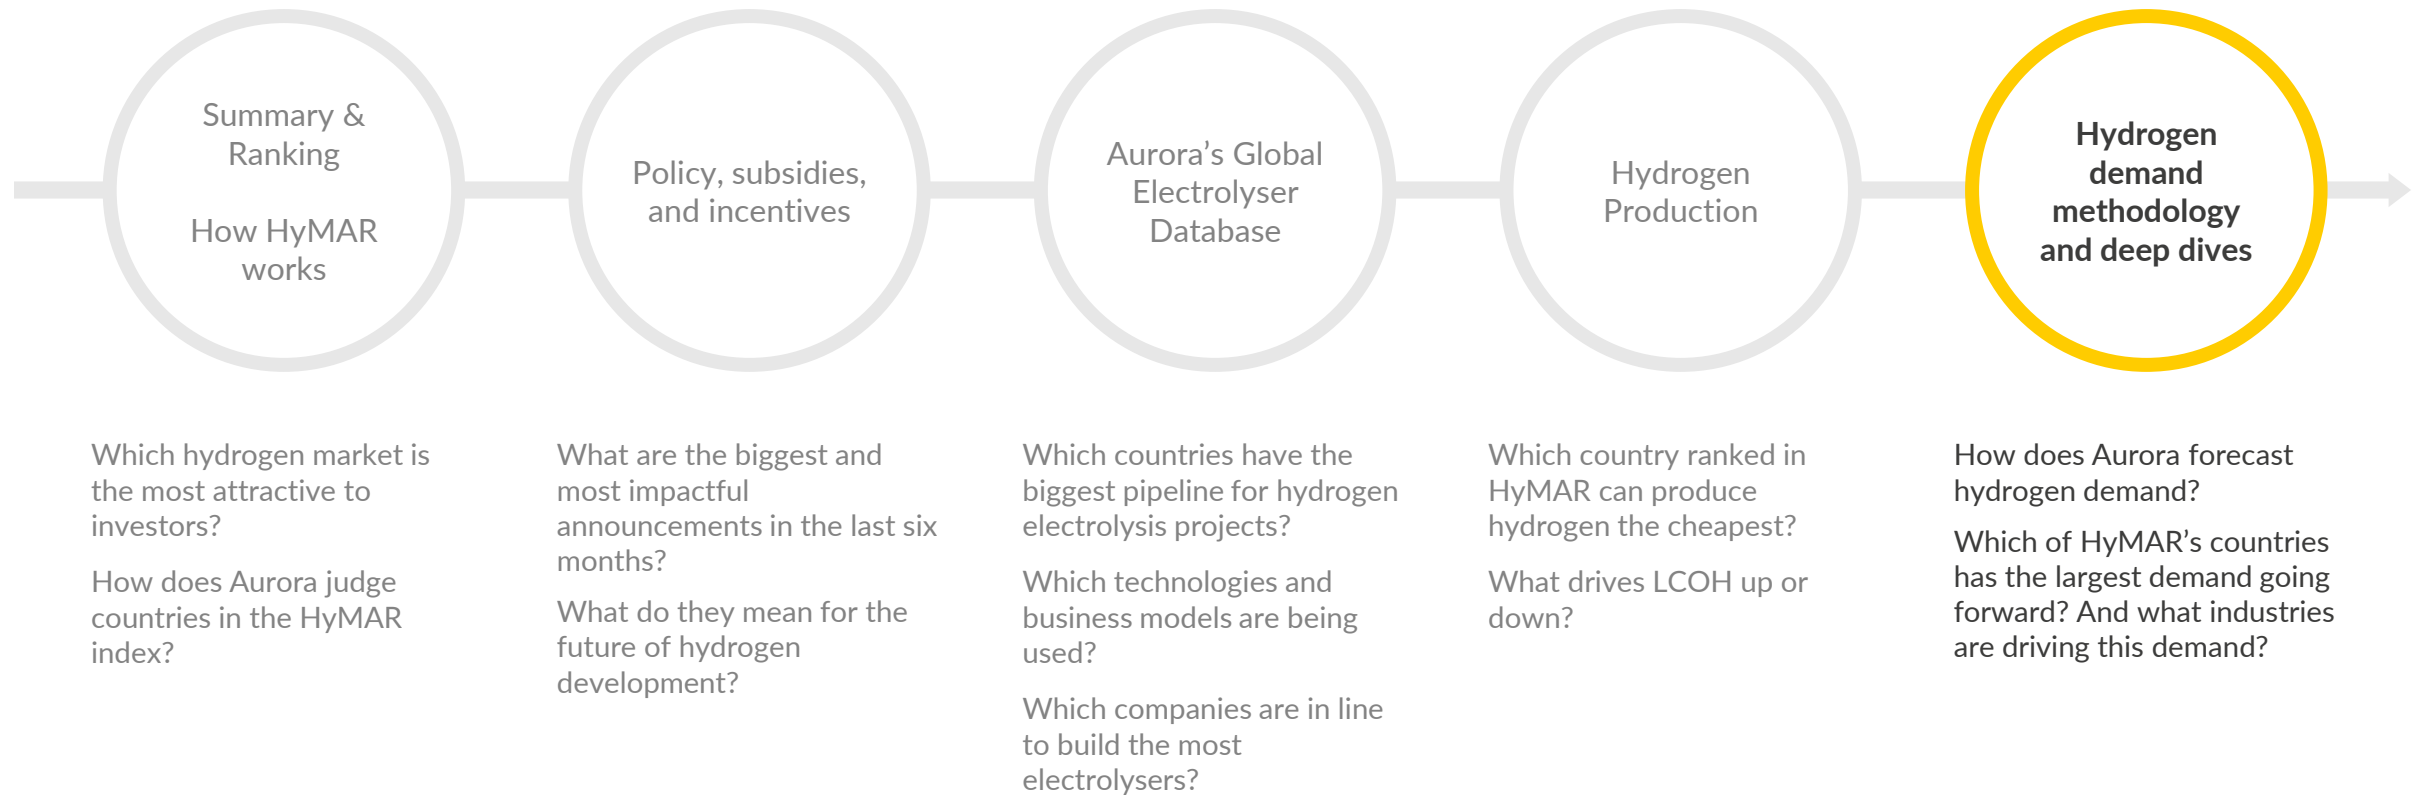 Summary &
Ranking
How HyMAR
works
Policy, subsidies,
and incentives
Aurora’s Global
Electrolyser
Database
Hydrogen
Production
Hydrogen
demand
methodology
and deep dives
Which hydrogen market is
the most attractive to
investors?
How does Aurora judge
countries in the HyMAR
index?
What are the biggest and
most impactful
announcements in the last six
months?
What do they mean for the
future of hydrogen
development?
Which countries have the
biggest pipeline for hydrogen
electrolysis projects?
Which technologies and
business models are being
used?
Which companies are in line
to build the most
electrolysers?
Which country ranked in
HyMAR can produce
hydrogen the cheapest?
What drives LCOH up or
down?
How does Aurora forecast
hydrogen demand?
Which of HyMAR’s countries
has the largest demand going
forward? And what industries
are driving this demand?